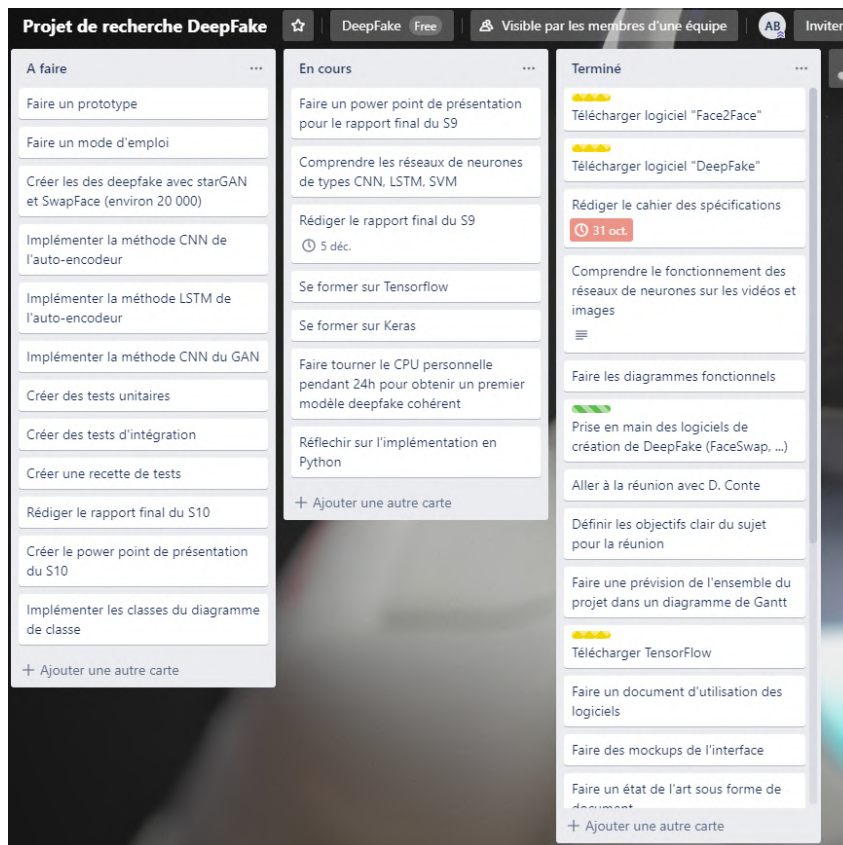 Projet de recherche DeepFake
DeepFake Free
Visible par les membres d'une équipe
AB
Inviter
A faire
Faire un prototype
Faire un mode d'emploi
Créer les des deepfake avec starGAN
et SwapFace (environ 20 000)
Implémenter la méthode CNN de
l'auto-encodeur
Implémenter la méthode LSTM de
l'auto-encodeur
Implémenter la méthode CNN du GAN
Créer des tests unitaires
Créer des tests d'intégration
Créer une recette de tests
Rédiger le rapport final du S10
Créer le power point de présentation
du S10
Implémenter les classes du diagramme
de classe
+ Ajouter une autre carte
En cours
Faire un power point de présentation
pour le rapport final du S9
Comprendre les réseaux de neurones
de types CNN, LSTM, SVM
Rédiger le rapport final du S9
5 déc.
Se former sur Tensorflow
Se former sur Keras
Faire tourner le CPU personnelle
pendant 24h pour obtenir un premier
modèle deepfake cohérent
Réflechir sur l'implémentation en
Python
+ Ajouter une autre carte
Terminé
Télécharger logiciel "Face2Face"
Télécharger logiciel "DeepFake"
Rédiger le cahier des spécifications
31 oct.
Comprendre le fonctionnement des
réseaux de neurones sur les vidéos et
images
Faire les diagrammes fonctionnels
Prise en main des logiciels de
création de DeepFake (FaceSwap, ...)
Aller à la réunion avec D. Conte
Définir les objectifs clair du sujet
pour la réunion
Faire une prévision de l'ensemble du
projet dans un diagramme de Gantt
Télécharger TensorFlow
Faire un document d'utilisation des
logiciels
Faire des mockups de l'interface
Faire un état de l'art sous forme de
document
+ Ajouter une autre carte